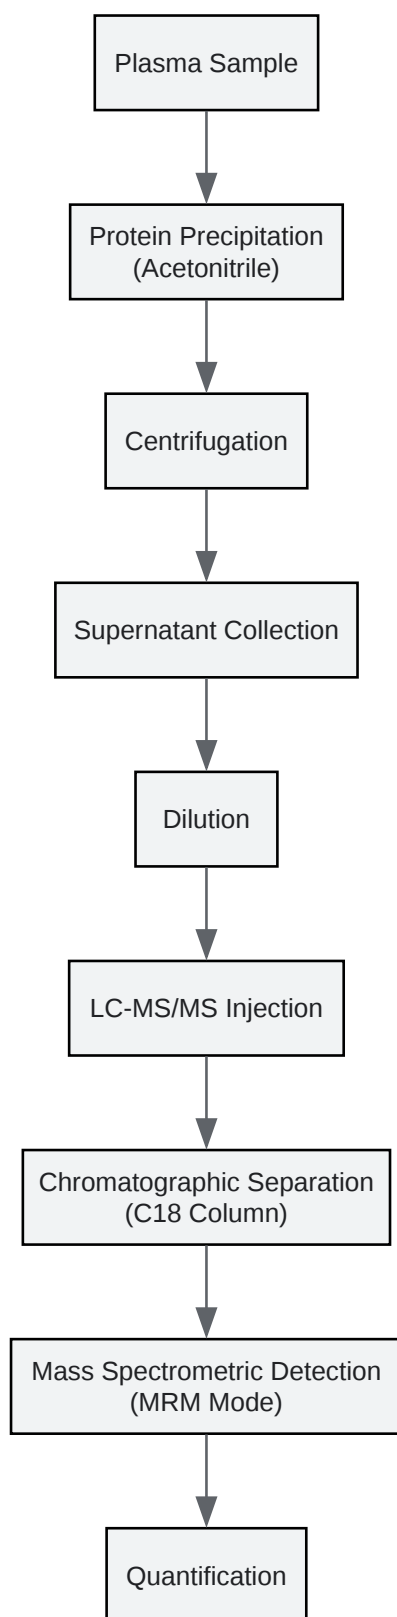 Plasma Sample
Protein Precipitation
(Acetonitrile)
Centrifugation
Supernatant Collection
Dilution
LC-MS/MS Injection
Chromatographic Separation
(C18 Column)
Mass Spectrometric Detection
(MRM Mode)
Quantification